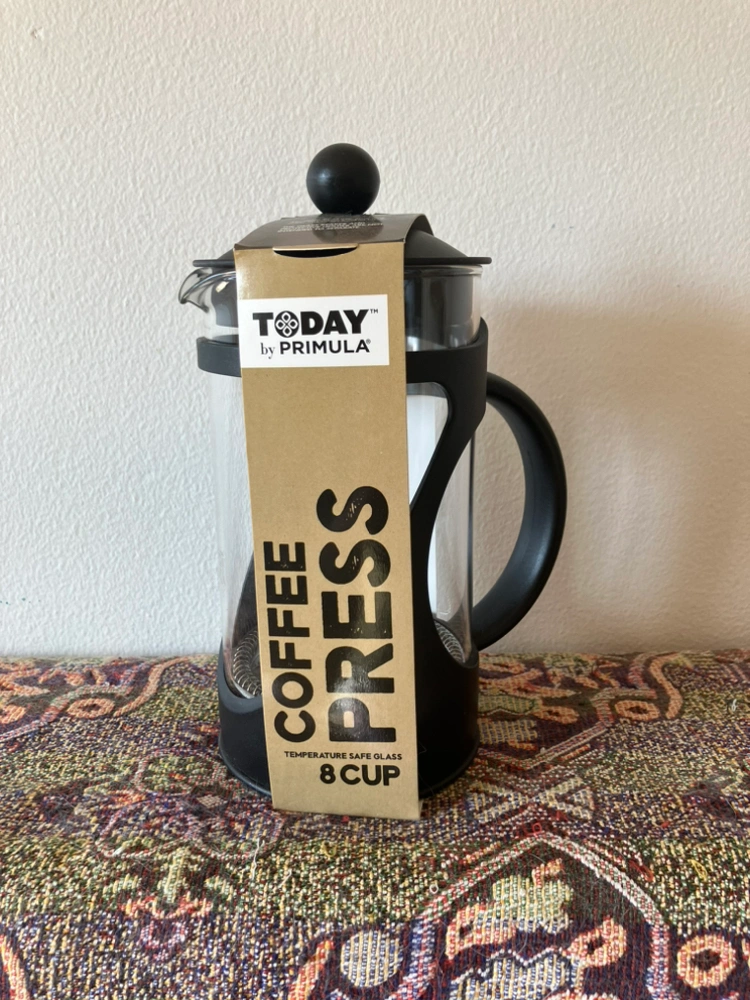 TODAY™
by PRIMULA®
COFFEE
PRESS
TEMPERATURE SAFE GLASS
8 CUP